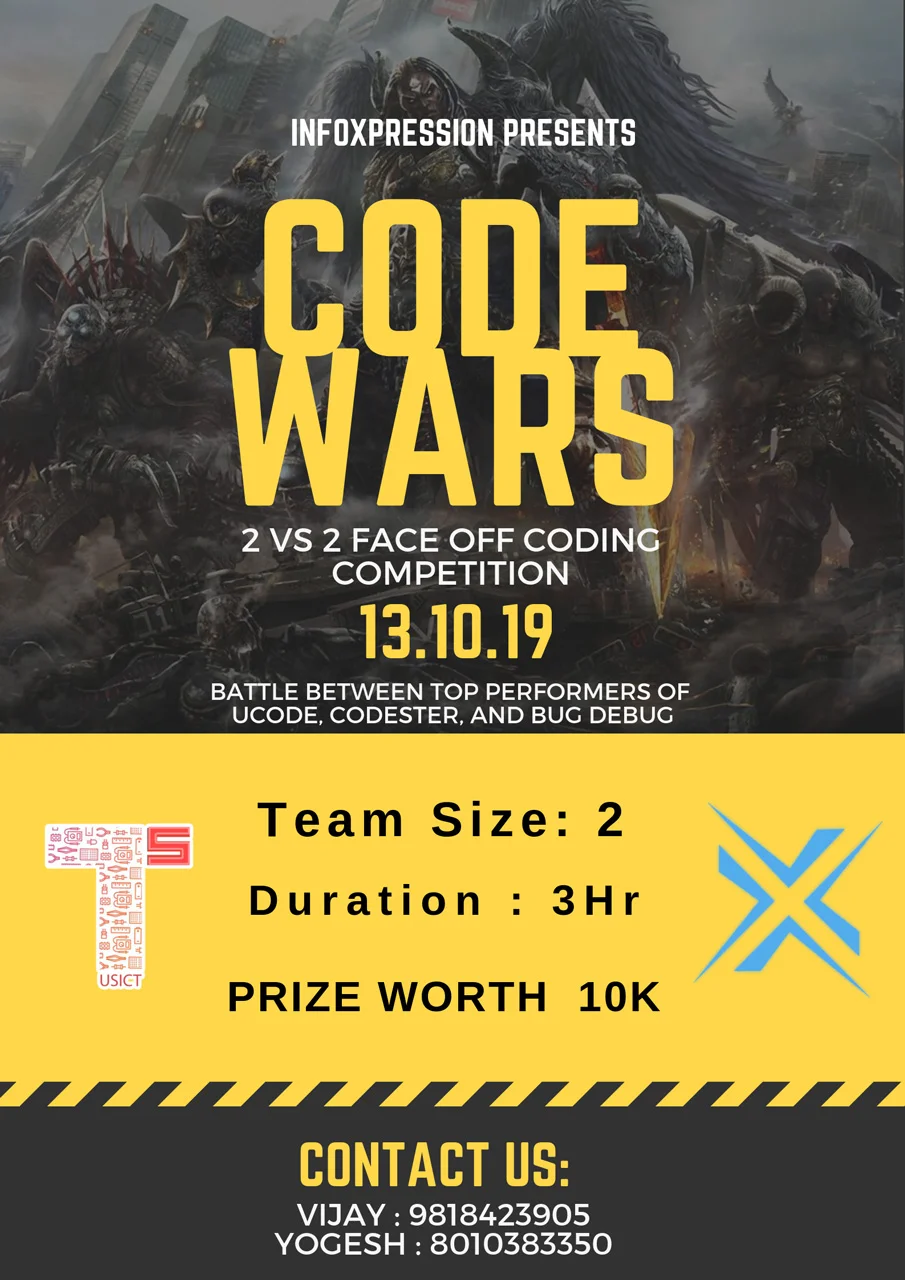 INFOXPRESSION PRESENTS
CODE
WARS
2 VS 2 FACE OFF CODING
COMPETITION
13.10.19
BATTLE BETWEEN TOP PERFORMERS OF
UCODE, CODESTER, AND BUG DEBUG
Team Size: 2
TS
Duration : 3Hr
USICT
PRIZE WORTH 10K
CONTACT US:
VIJAY : 9818423905
YOGESH : 8010383350